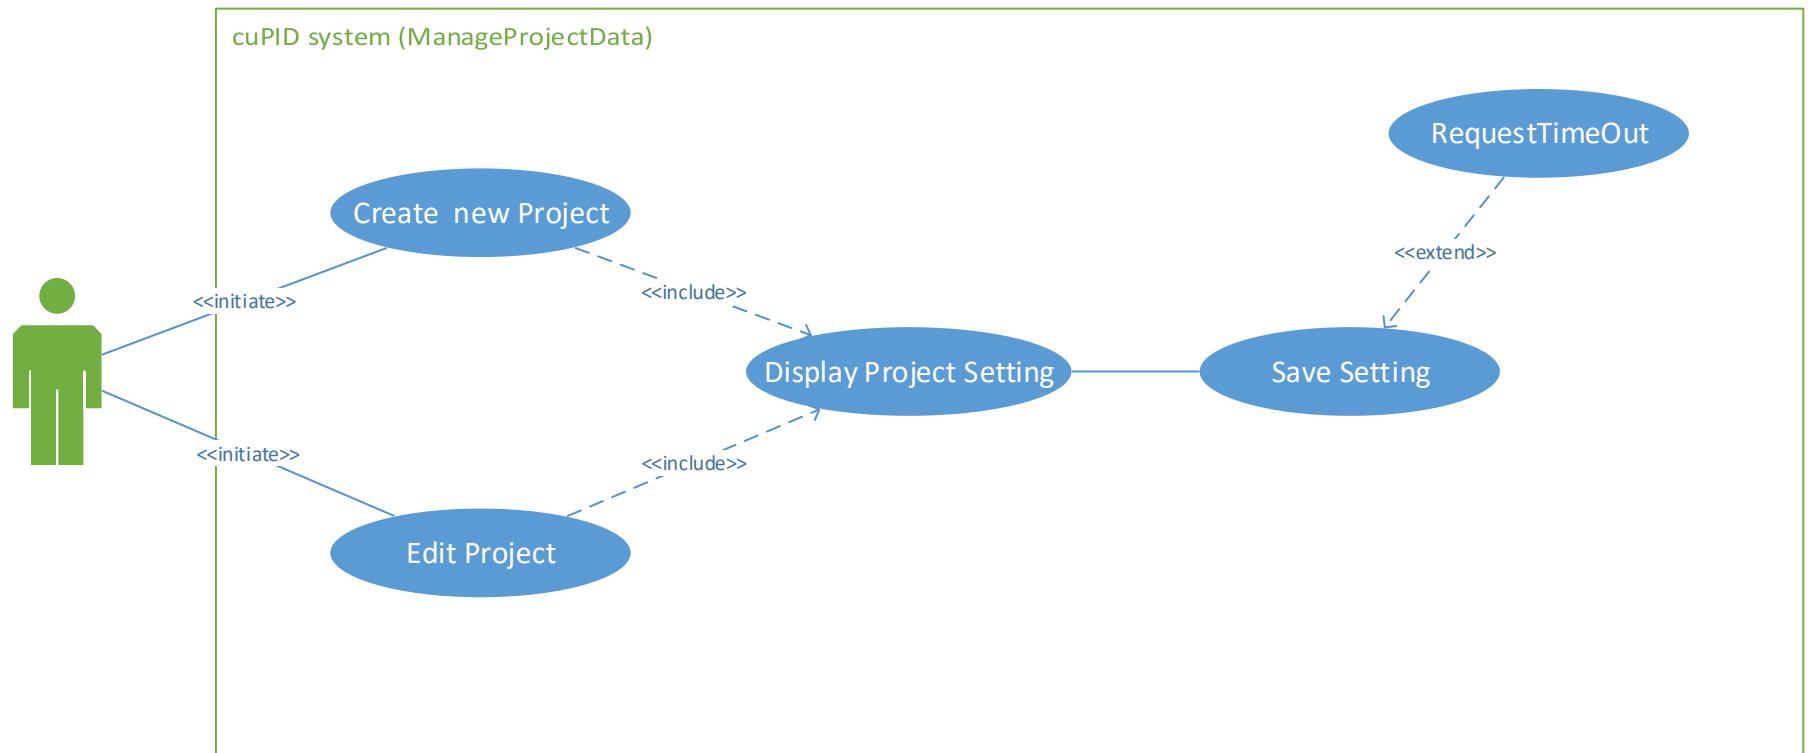 cuPID system (ManageProjectData)
RequestTimeOut
Create new Project
<<extend>>
<<include>>
<<initiate>>
Display Project Setting
Save Setting
<<initiate>>
<<include>>
Edit Project